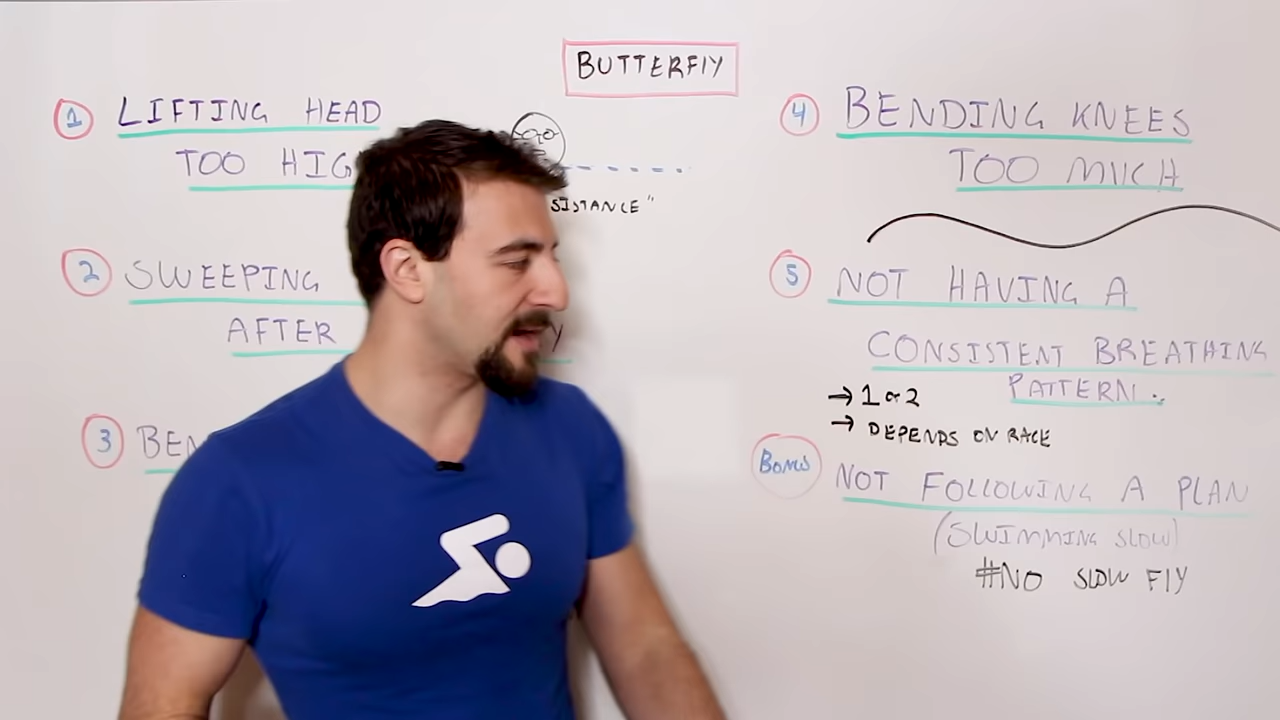 BUTTERFLY
1 LIFTING HEAD
TOO HIG
SISTANCE"
2 SWEEPING
AFTER
Y
3 BEN
4 BENDING KNEES
TOO MUCH
5 NOT HAVING A
CONSISTENT BREATHING
PATTERN..
→ 1 or 2
→ DEPENDS ON RACE
BONUS NOT FOLLOWING A PLAN
(SWIMMING SLOW)
#NO SLOW FLY